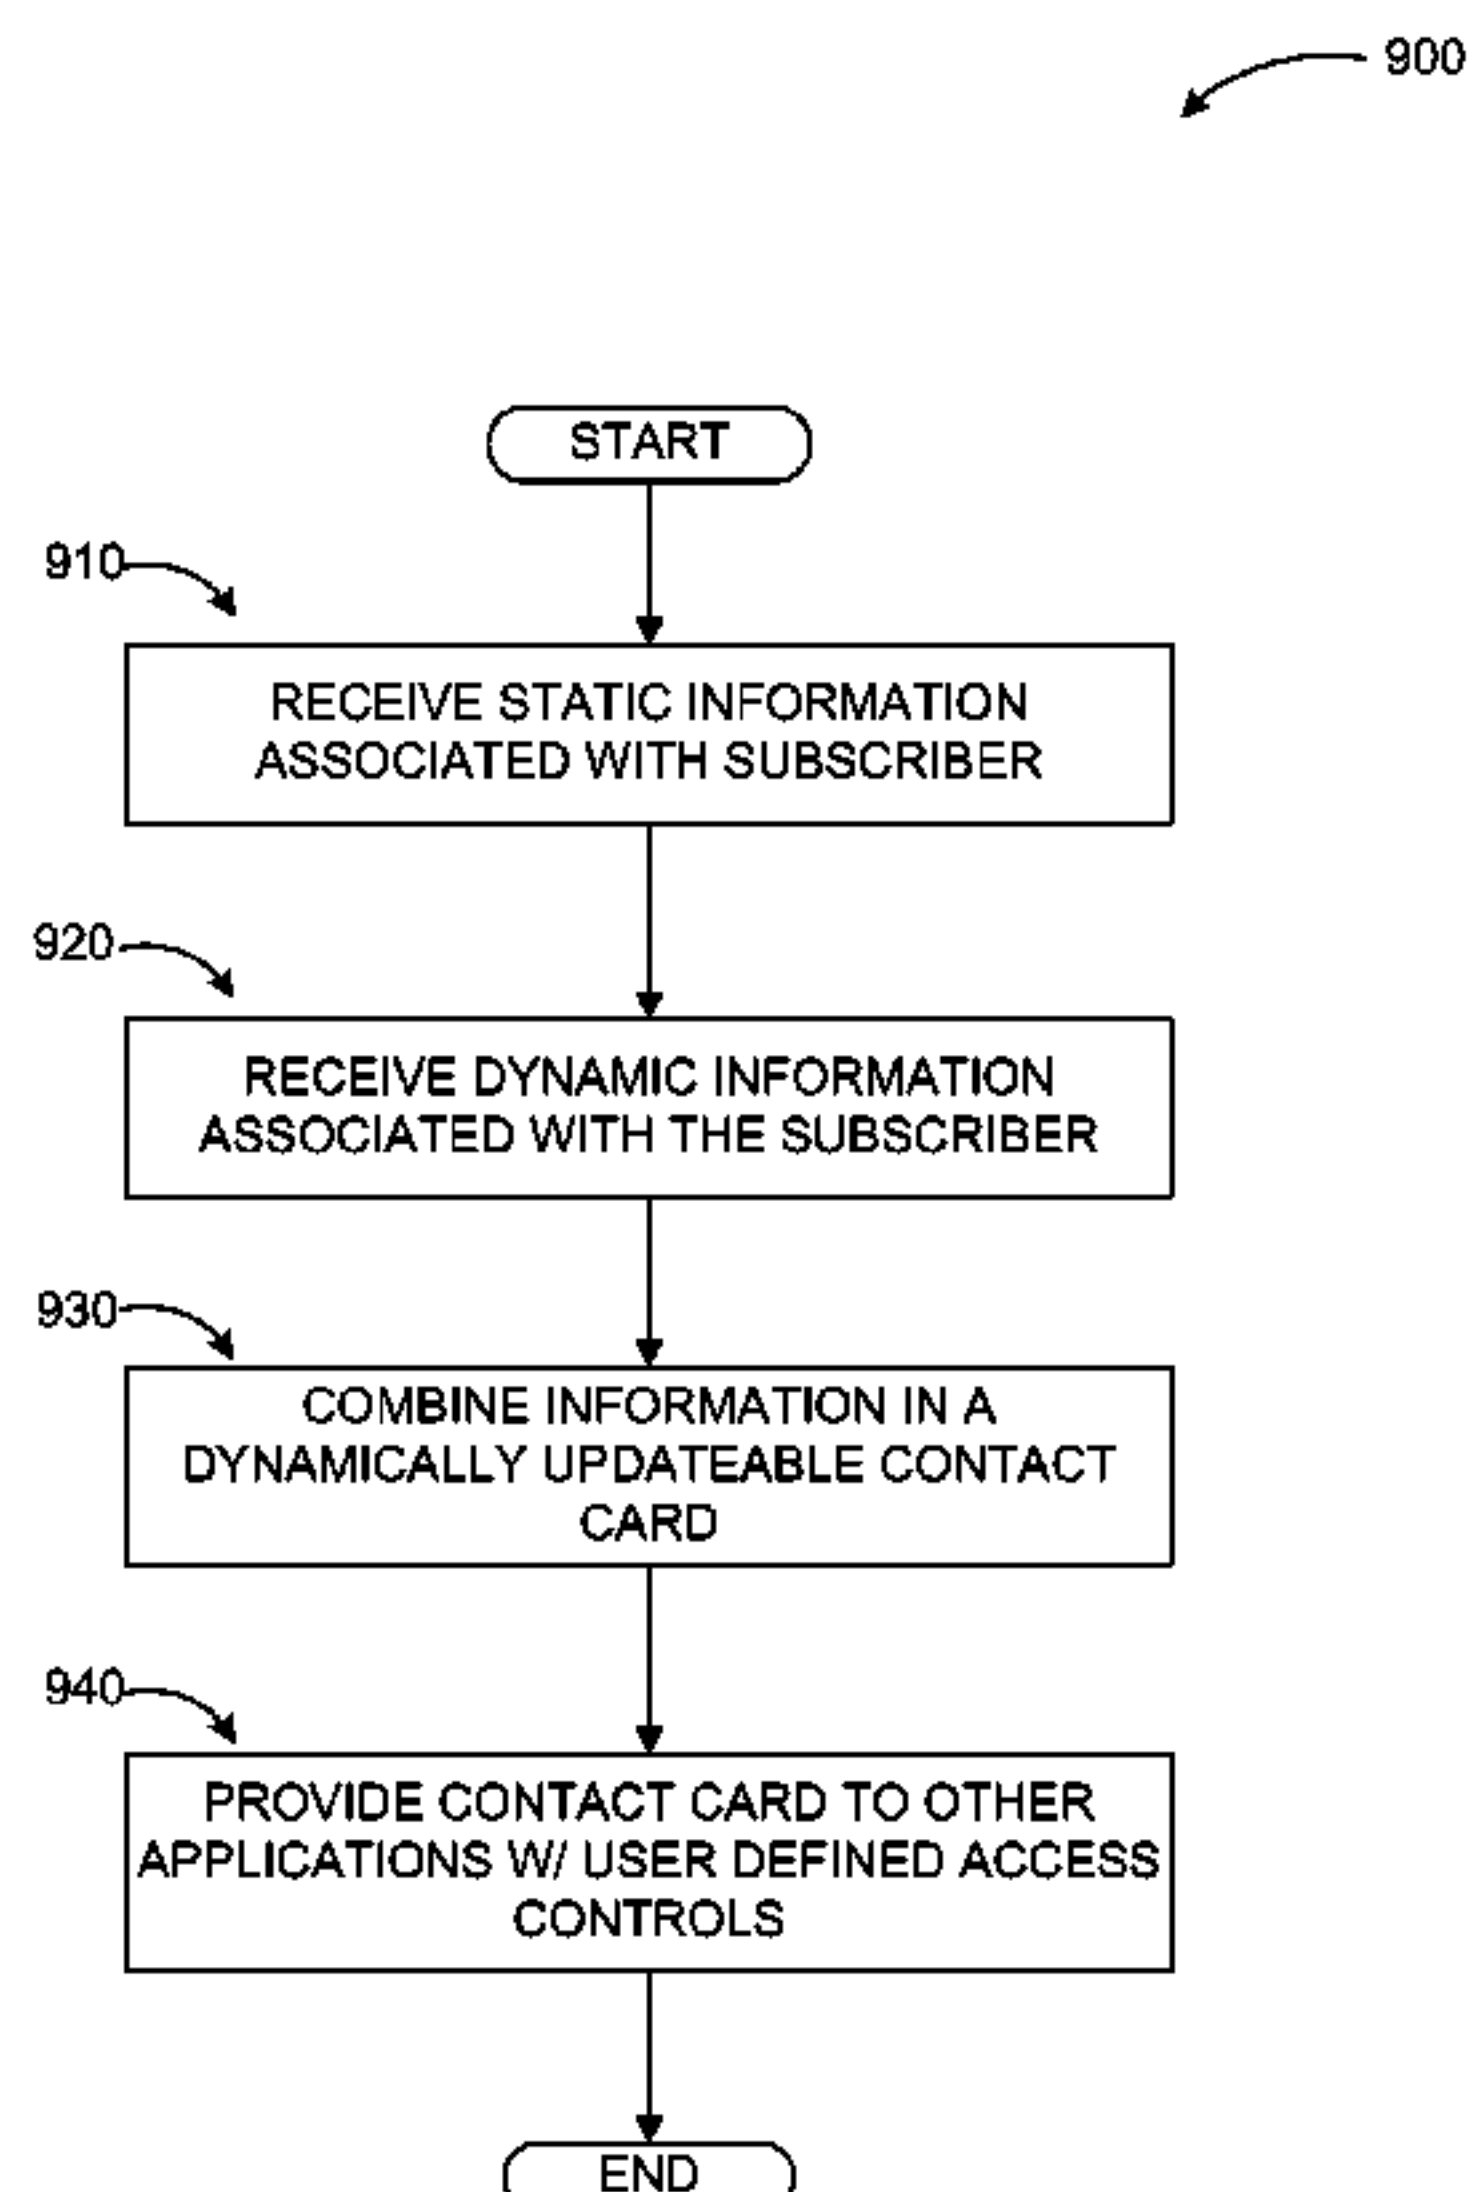 900
START
910
RECEIVE STATIC INFORMATION
ASSOCIATED WITH SUBSCRIBER
920
RECEIVE DYNAMIC INFORMATION
ASSOCIATED WITH THE SUBSCRIBER
930
COMBINE INFORMATION IN A
DYNAMICALLY UPDATEABLE CONTACT
CARD
940
PROVIDE CONTACT CARD TO OTHER
APPLICATIONS W/ USER DEFINED ACCESS
CONTROLS
END